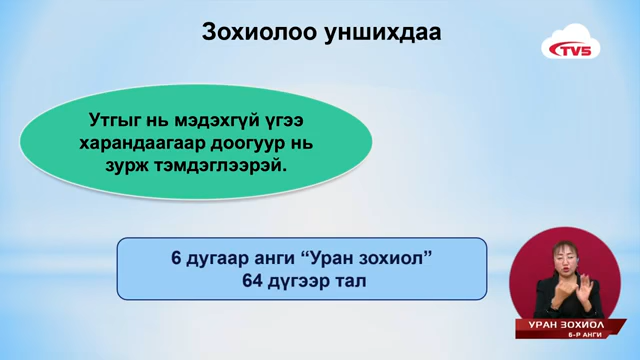 Зохиолоо уншихдаа
TV5
Утгыг нь мэдэхгүй үгээ
харандаагаар доогуур нь
зурж тэмдэглээрэй.
6 дугаар анги “Уран зохиол”
64 дүгээр тал
УРАН ЗОХИОЛ
6-Р АНГИ